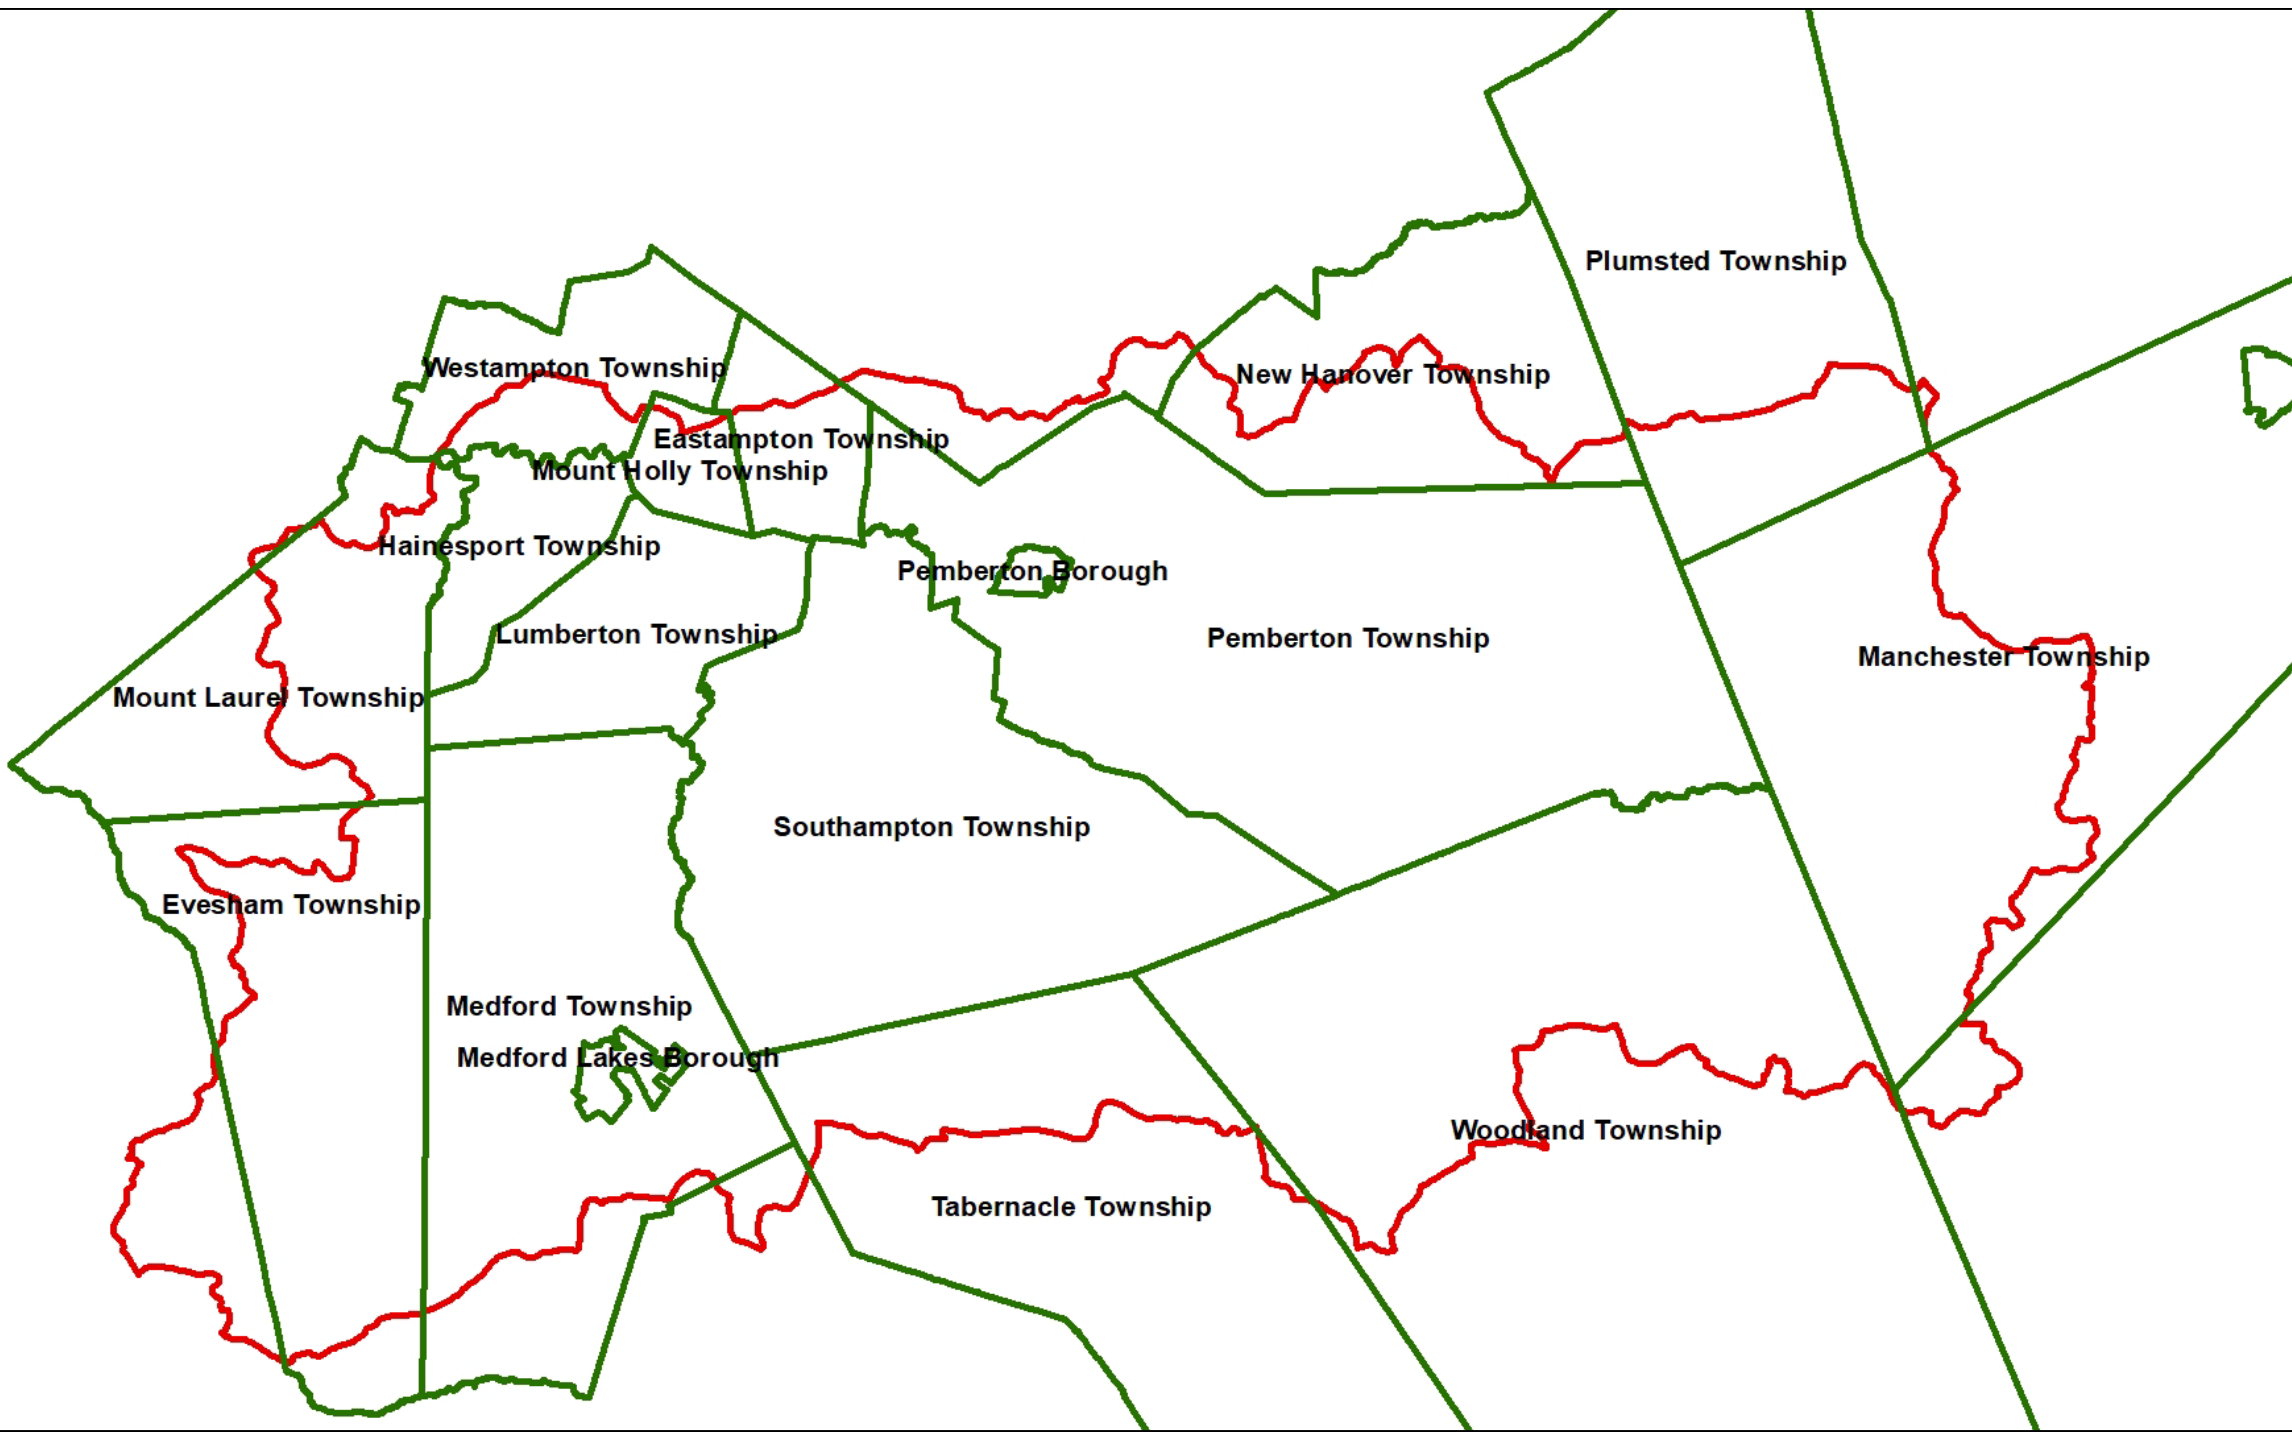 Plumsted Township
Westampton Township
New Hanover Township
Eastampton Township
Mount Holly Township
Hainesport Township
Pemberton Borough
Lumberton Township
Pemberton Township
Manchester Township
Mount Laurel Township
Southampton Township
Evesham Township
Medford Township
Medford Lakes Borough
Woodland Township
Tabernacle Township